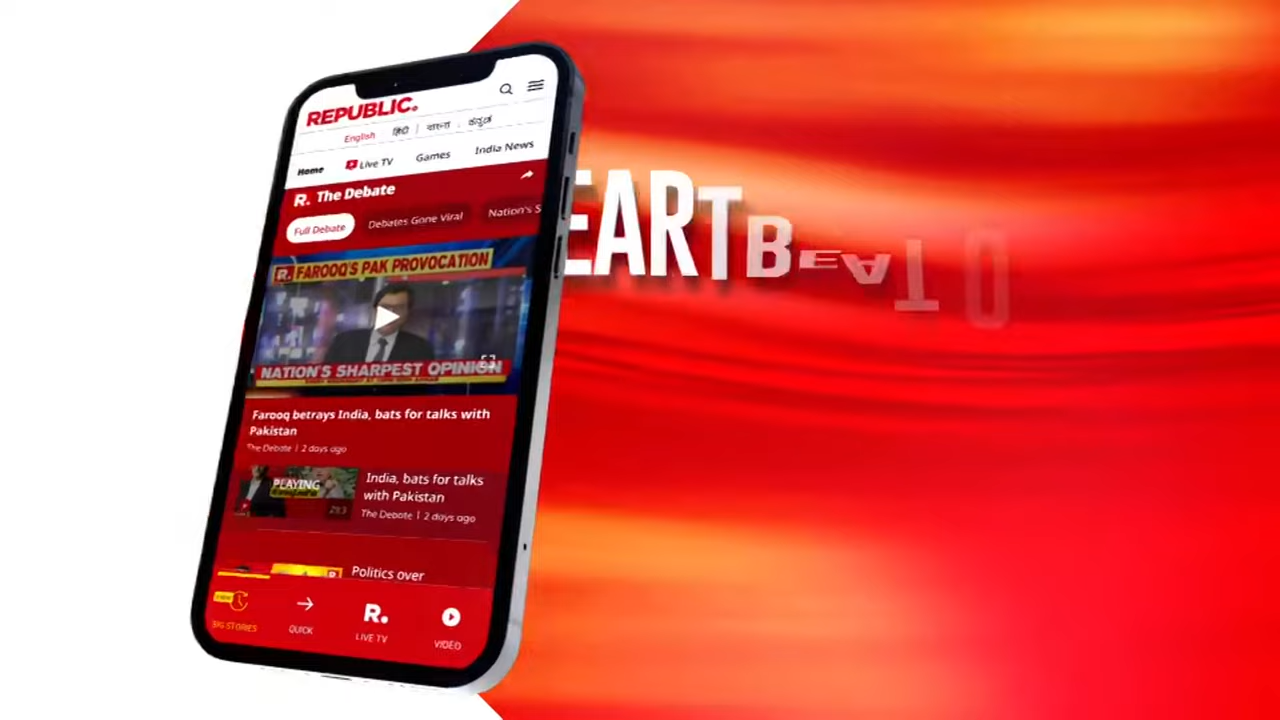 REPUBLIC.
English हिंदी বাংলা ಕನ್ನಡ
Home Live TV Games India News
R. The Debate
Full Debate Debates Gone Viral Nation's S
R. FAROOQ'S PAK PROVOCATION
NATION'S SHARPEST OPINION
Farooq betrays India, bats for talks with
Pakistan
The Debate | 2 days ago
PLAYING
India, bats for talks
with Pakistan
The Debate | 2 days ago
Politics over
BIG STORIES QUICK R. LIVE TV VIDEO
EARTBEAT O